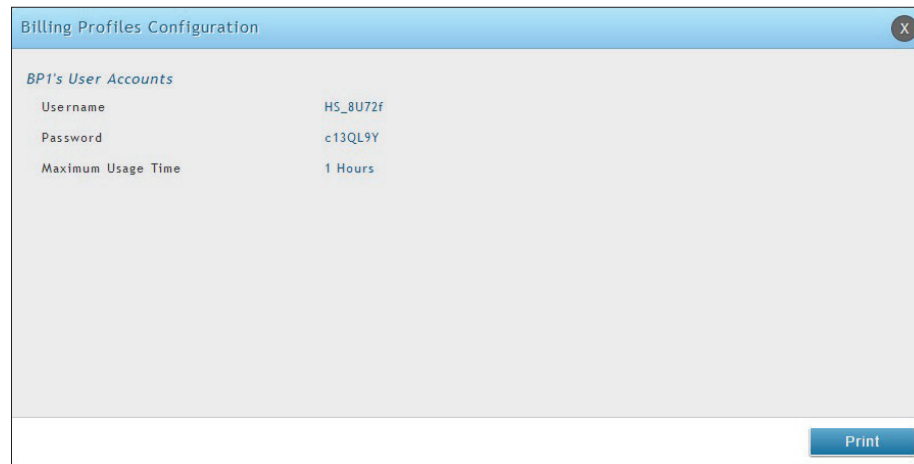 Billing Profiles Configuration
X
BP1's User Accounts
Username HS_8U72f
Password c13QL9Y
Maximum Usage Time 1 Hours
Print